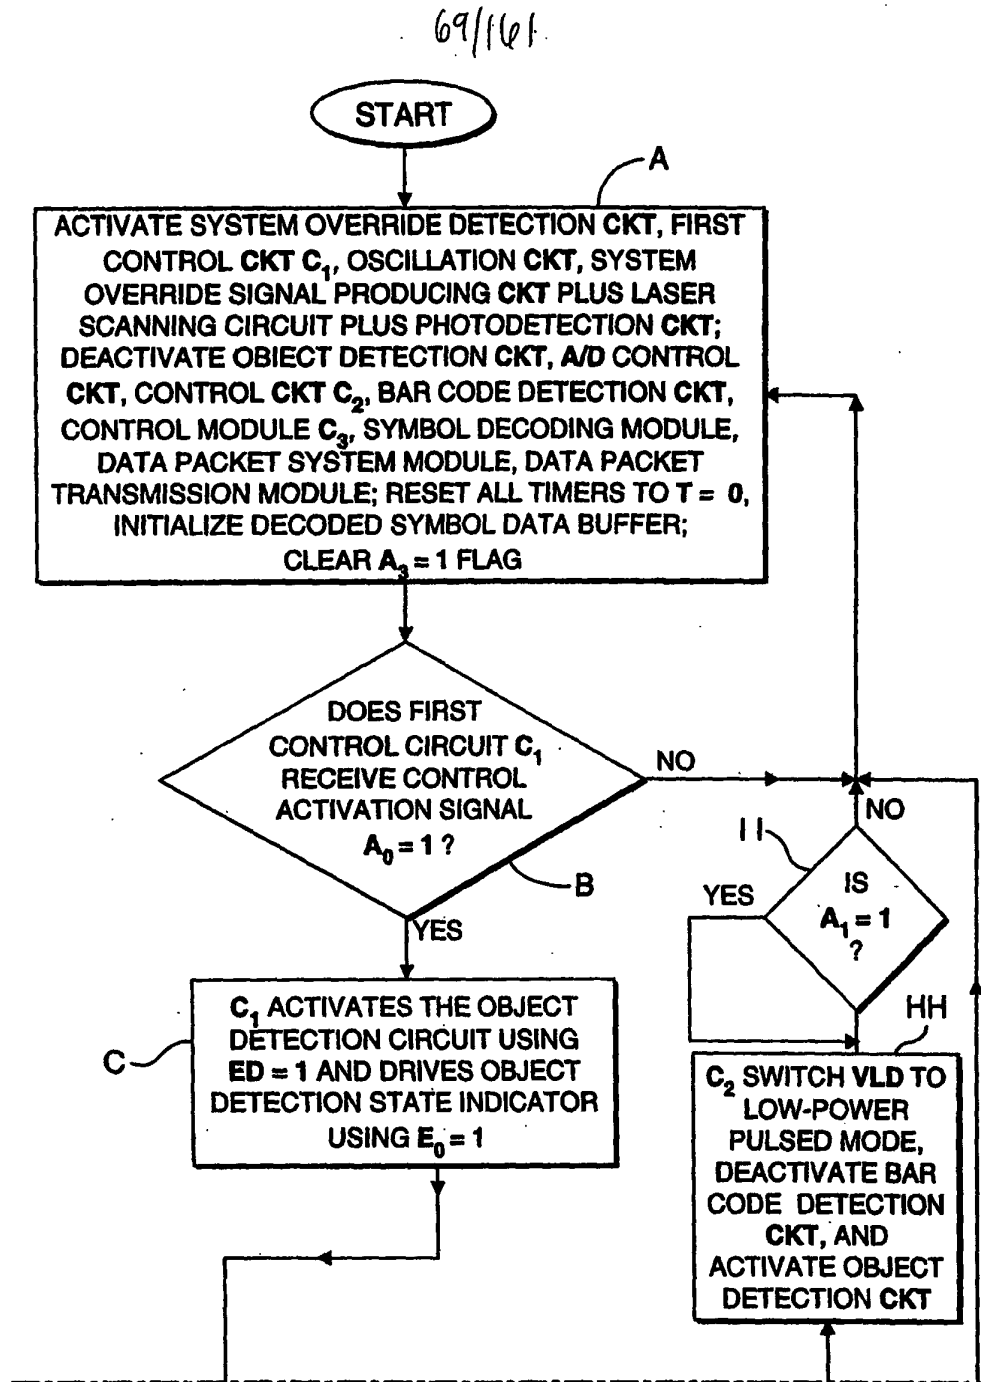 69/161
START
A
ACTIVATE SYSTEM OVERRIDE DETECTION CKT, FIRST
CONTROL CKT C₁, OSCILLATION CKT, SYSTEM
OVERRIDE SIGNAL PRODUCING CKT PLUS LASER
SCANNING CIRCUIT PLUS PHOTODETECTION CKT;
DEACTIVATE OBIECT DETECTION CKT, A/D CONTROL
CKT, CONTROL CKT C₂, BAR CODE DETECTION CKT,
CONTROL MODULE C₃, SYMBOL DECODING MODULE,
DATA PACKET SYSTEM MODULE, DATA PACKET
TRANSMISSION MODULE; RESET ALL TIMERS TO T = 0,
INITIALIZE DECODED SYMBOL DATA BUFFER;
CLEAR A₃ = 1 FLAG
DOES FIRST
CONTROL CIRCUIT C₁
RECEIVE CONTROL
ACTIVATION SIGNAL
A₀ = 1 ?
NO
B
YES
NO
II
YES
IS
A₁ = 1
?
C
C₁ ACTIVATES THE OBJECT
DETECTION CIRCUIT USING
ED = 1 AND DRIVES OBJECT
DETECTION STATE INDICATOR
USING E₀ = 1
HH
C₂ SWITCH VLD TO
LOW-POWER
PULSED MODE,
DEACTIVATE BAR
CODE DETECTION
CKT, AND
ACTIVATE OBJECT
DETECTION CKT